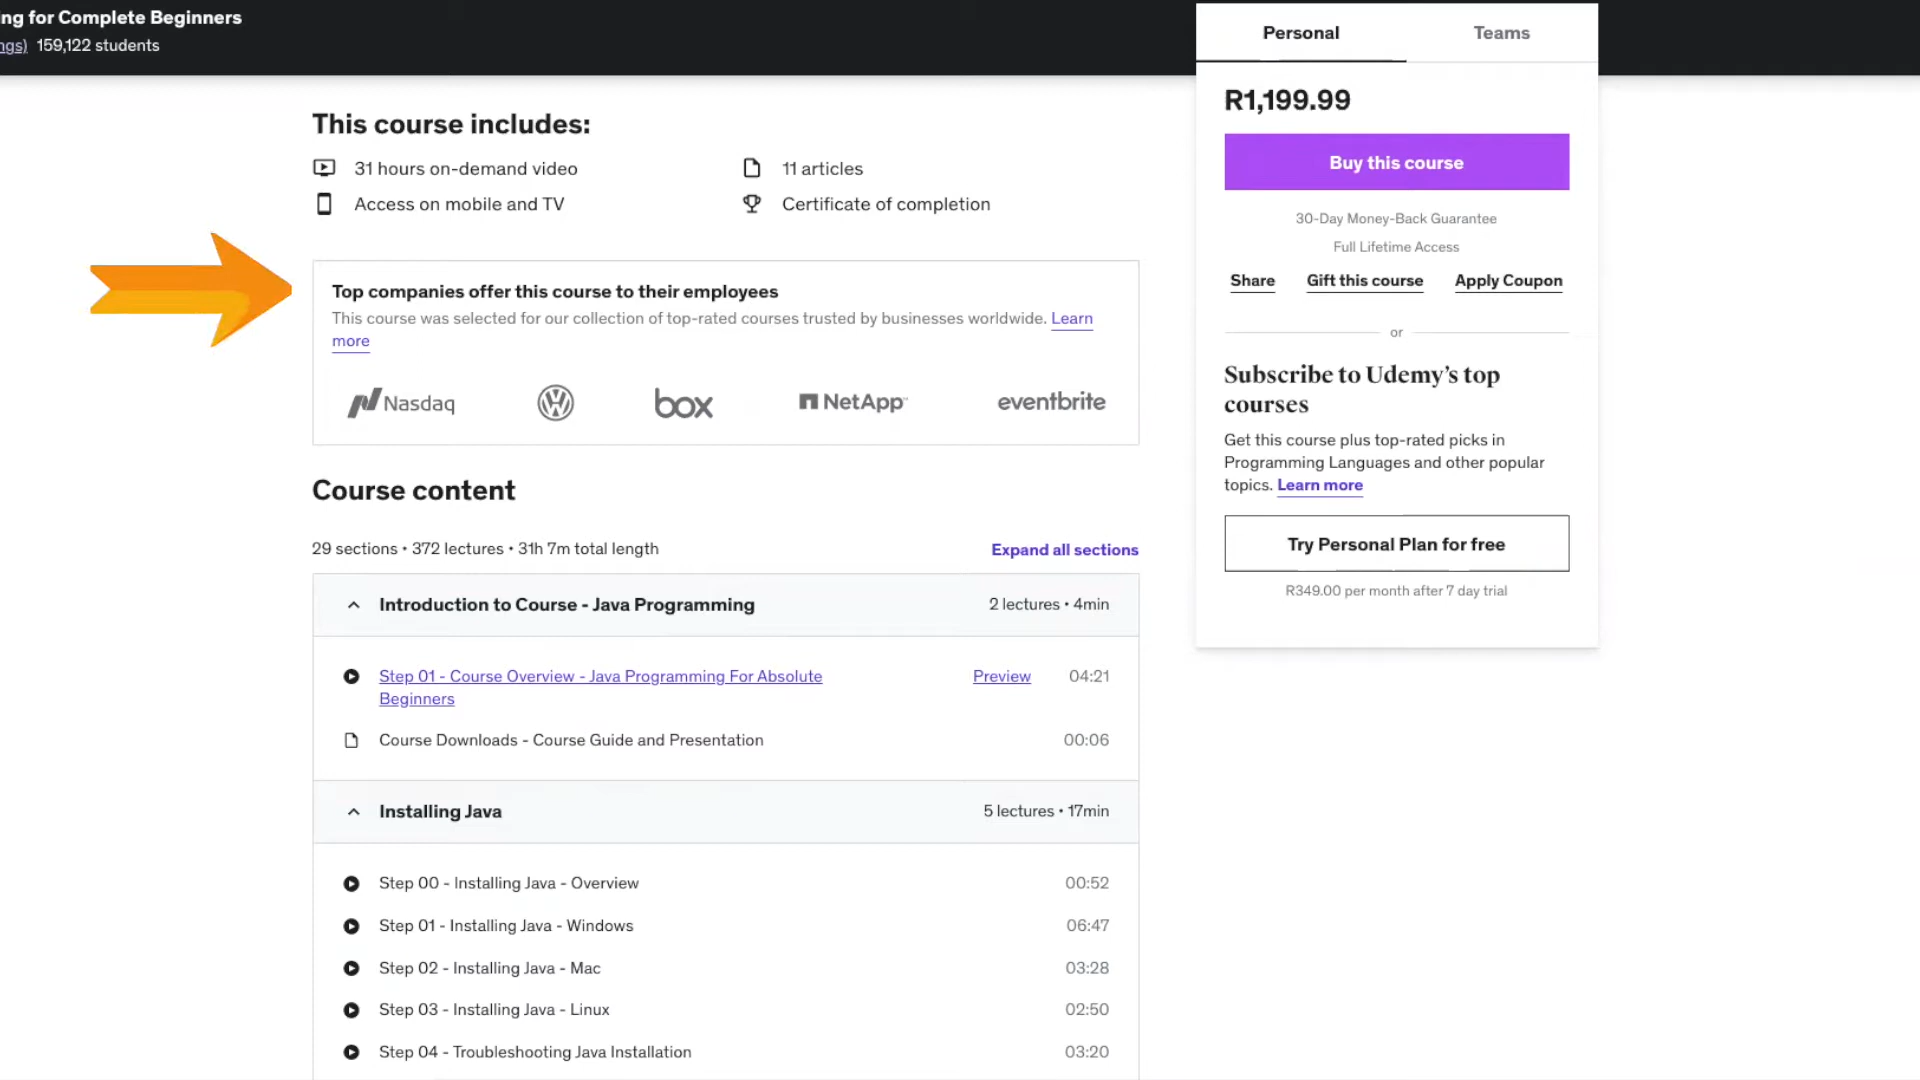 ing for Complete Beginners
ngs) 159,122 students
Personal
Teams
R1,199.99
Buy this course
30-Day Money-Back Guarantee
Full Lifetime Access
Share
Gift this course
Apply Coupon
or
Subscribe to Udemy's top
courses
Get this course plus top-rated picks in
Programming Languages and other popular
topics. Learn more
Try Personal Plan for free
R349.00 per month after 7 day trial
This course includes:
31 hours on-demand video
11 articles
Access on mobile and TV
Certificate of completion
Top companies offer this course to their employees
This course was selected for our collection of top-rated courses trusted by businesses worldwide. Learn
more
Nasdaq
box
NetApp
eventbrite
Course content
29 sections • 372 lectures • 31h 7m total length
Expand all sections
Introduction to Course - Java Programming
2 lectures • 4min
Step 01 - Course Overview - Java Programming For Absolute
Beginners
Preview
04:21
Course Downloads - Course Guide and Presentation
00:06
Installing Java
5 lectures • 17min
Step 00 - Installing Java - Overview
00:52
Step 01 - Installing Java - Windows
06:47
Step 02 - Installing Java - Mac
03:28
Step 03 - Installing Java - Linux
02:50
Step 04 - Troubleshooting Java Installation
03:20